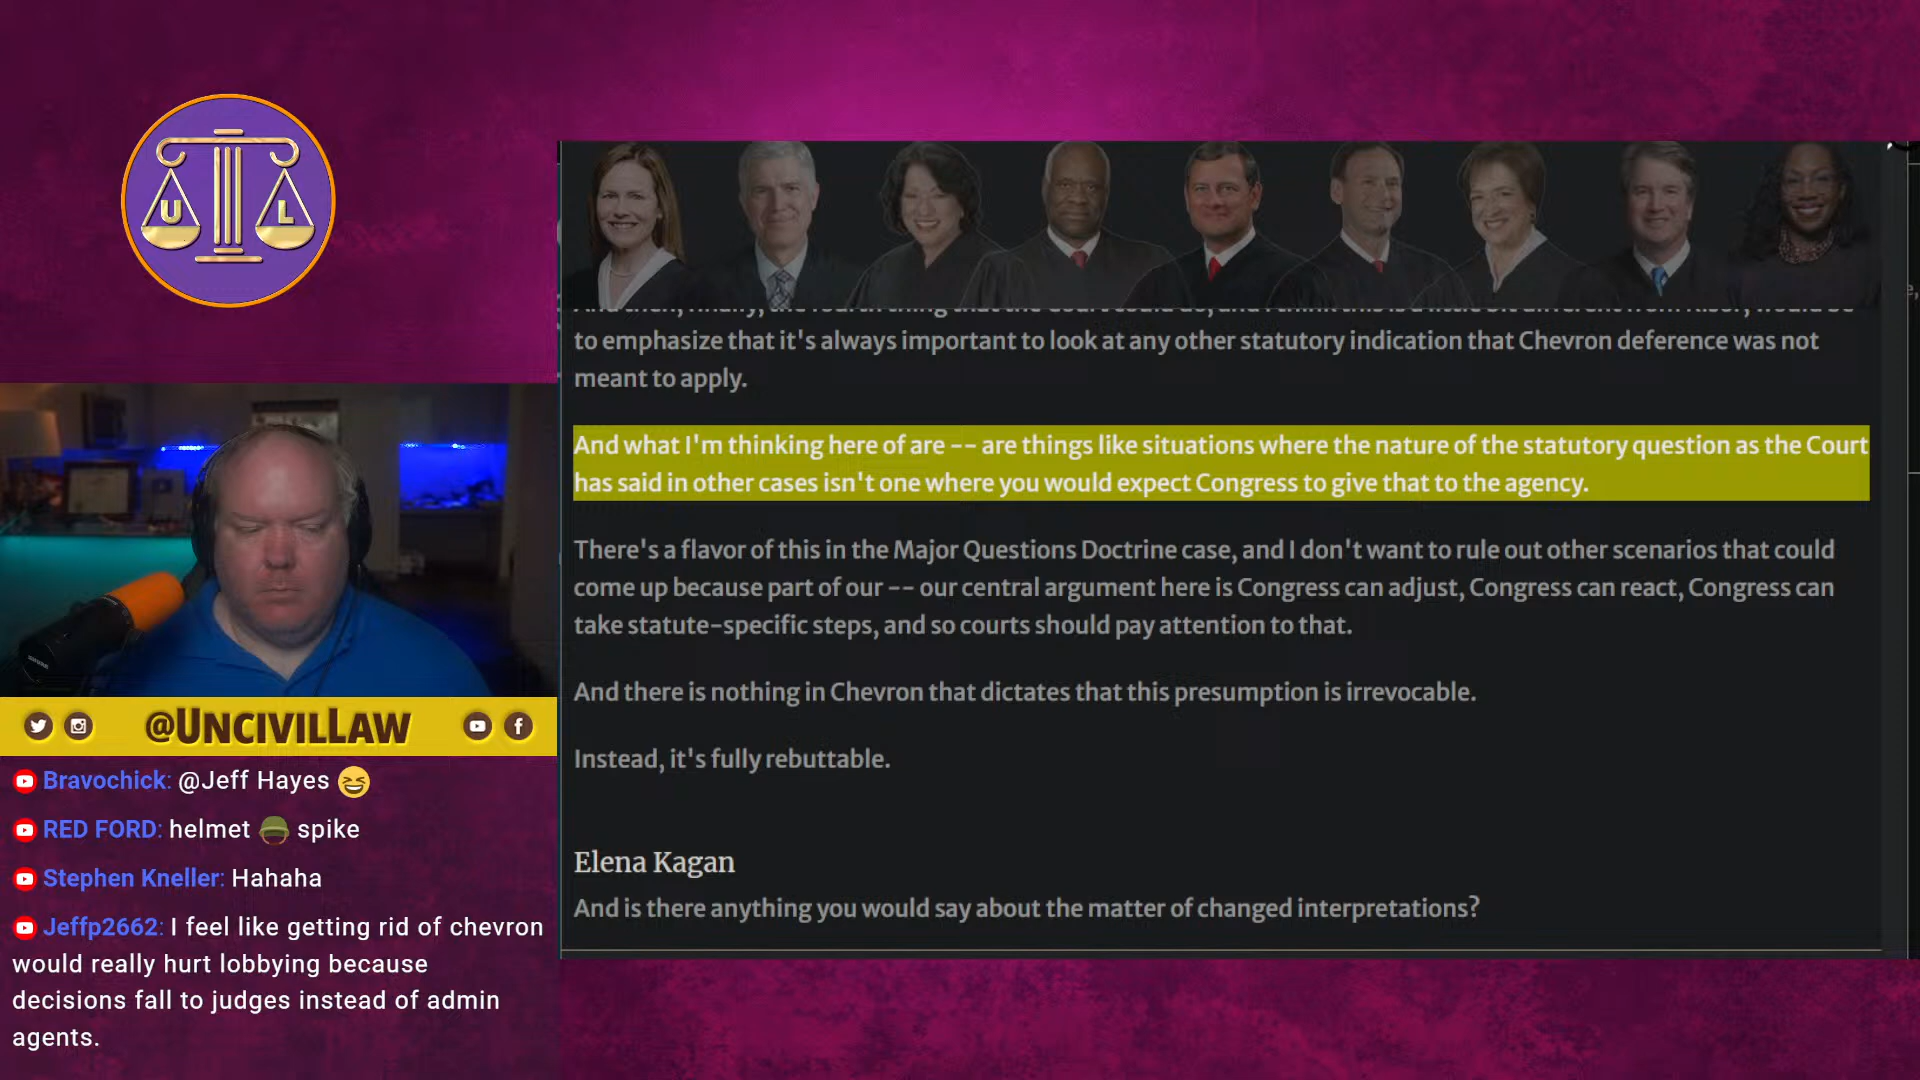 U L
to emphasize that it's always important to look at any other statutory indication that Chevron deference was not
meant to apply.
And what I'm thinking here of are -- are things like situations where the nature of the statutory question as the Court
has said in other cases isn't one where you would expect Congress to give that to the agency.
There's a flavor of this in the Major Questions Doctrine case, and I don't want to rule out other scenarios that could
come up because part of our -- our central argument here is Congress can adjust, Congress can react, Congress can
take statute-specific steps, and so courts should pay attention to that.
And there is nothing in Chevron that dictates that this presumption is irrevocable.
Instead, it's fully rebuttable.
Elena Kagan
And is there anything you would say about the matter of changed interpretations?
@UNCIVILLAW
Bravochick: @Jeff Hayes 😆
RED FORD: helmet 🪖 spike
Stephen Kneller: Hahaha
Jeffp2662: I feel like getting rid of chevron
would really hurt lobbying because
decisions fall to judges instead of admin
agents.